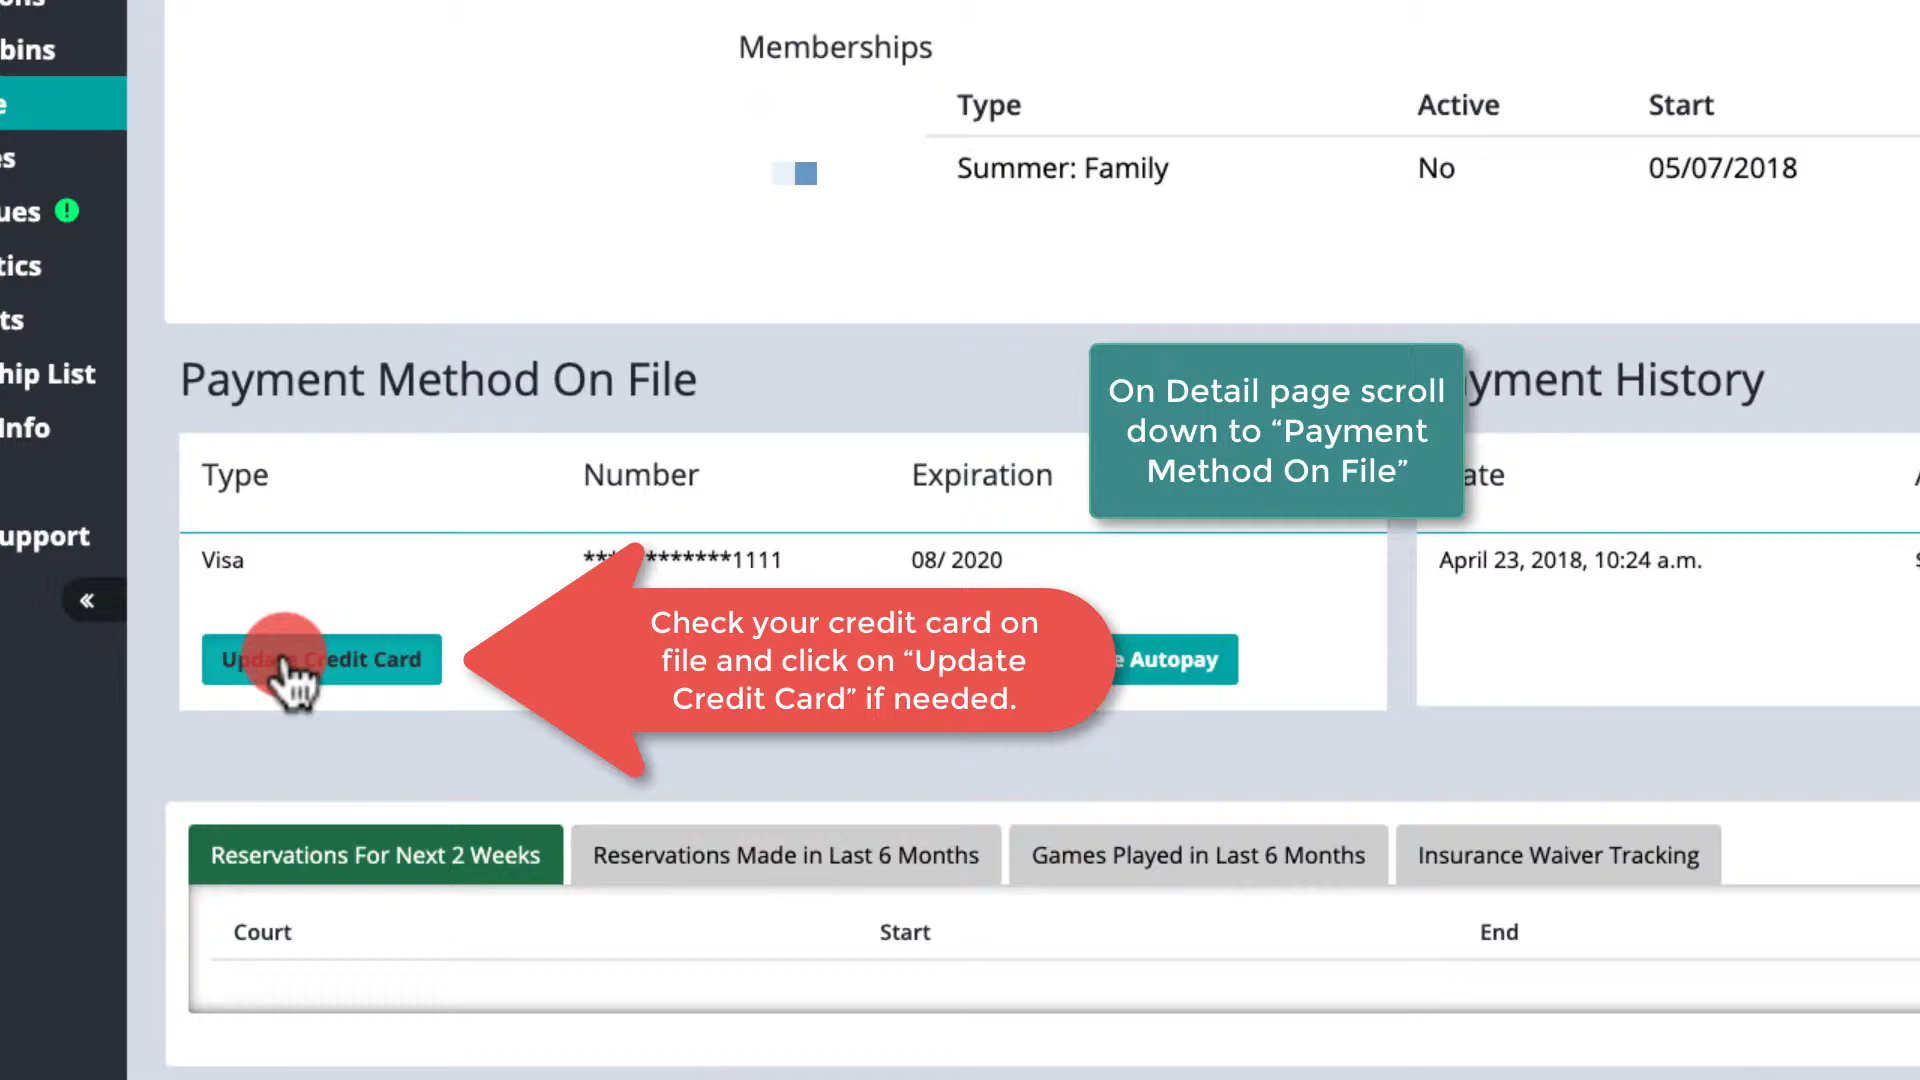 ons
bins
e
es
ues !
tics
ts
hip List
Info
upport
«
Memberships
Type Active Start
Summer: Family No 05/07/2018
Payment Method On File
Type Number Expiration
Visa ************1111 08/ 2020
Update Credit Card
e Autopay
On Detail page scroll
down to “Payment
Method On File”
Check your credit card on
file and click on “Update
Credit Card” if needed.
yment History
ate
April 23, 2018, 10:24 a.m.
Reservations For Next 2 Weeks Reservations Made in Last 6 Months Games Played in Last 6 Months Insurance Waiver Tracking
Court Start End